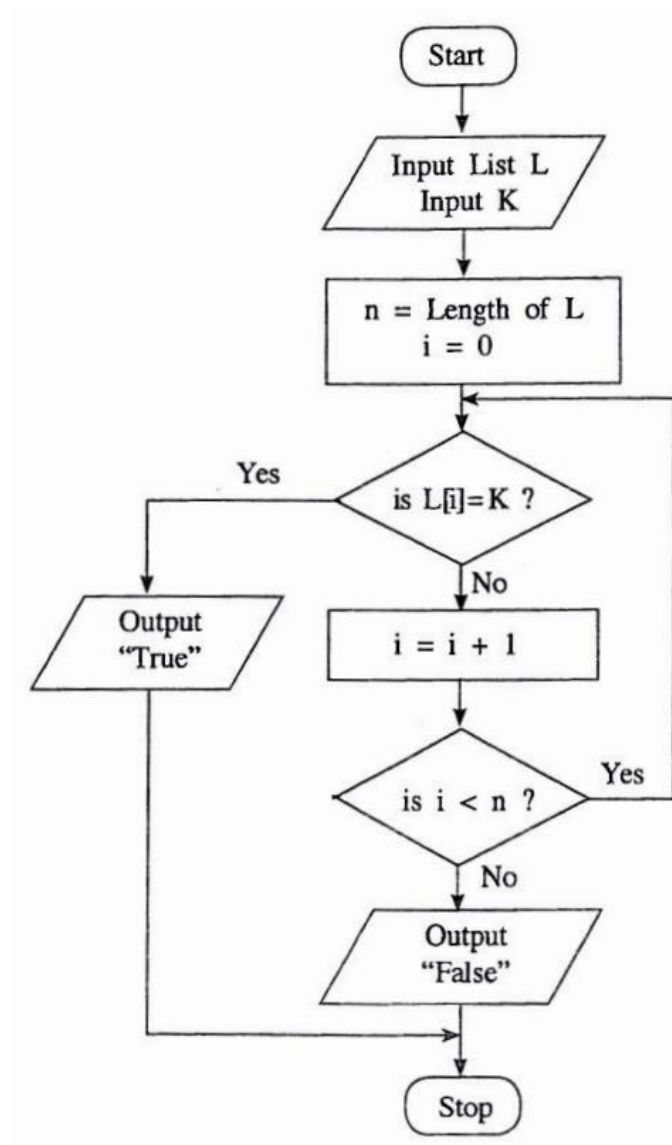 Start
Input List L
Input K
n = Length of L
i = 0
is L[i]=K ?
Yes
No
Output
“True”
i = i + 1
is i < n ?
Yes
No
Output
“False”
Stop